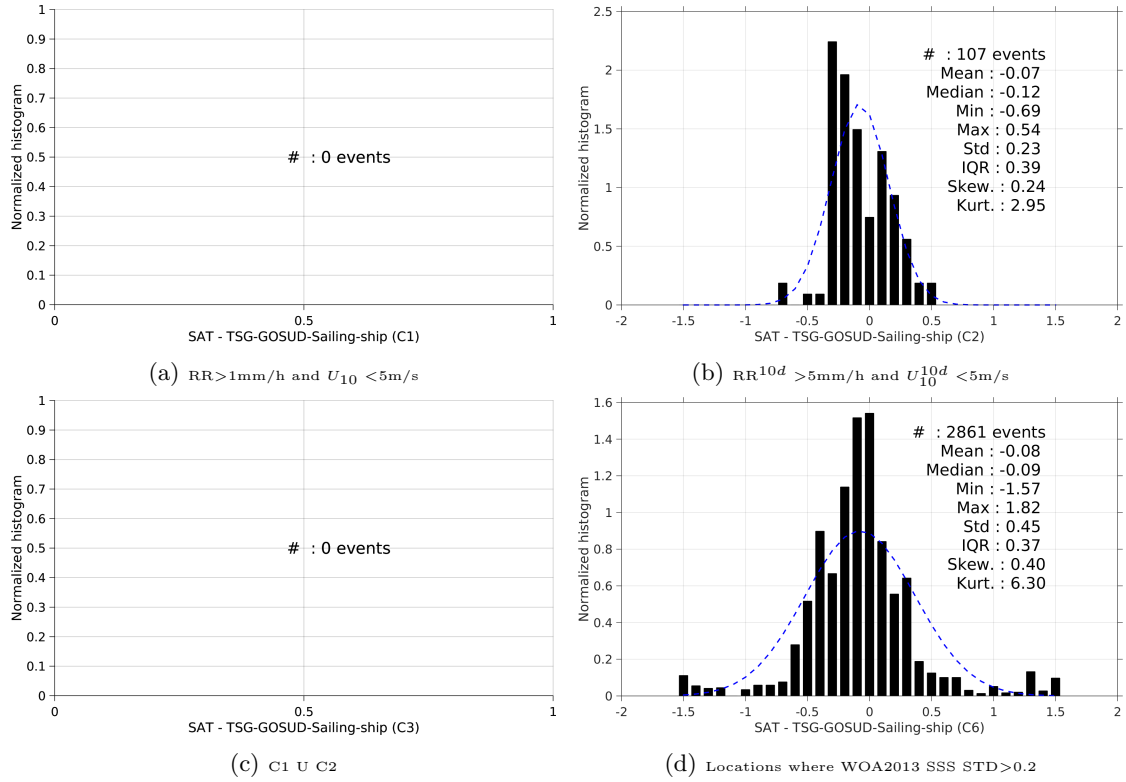 1
0.9
0.8
0.7
0.6
0.5
0.4
0.3
0.2
0.1
0
Normalized histogram
# : 0 events
0 0.5 1
SAT - TSG-GOSUD-Sailing-ship (C1)
(a) RR>1mm/h and U10 <5m/s
2.5
2
1.5
1
0.5
0
Normalized histogram
# : 107 events
Mean : -0.07
Median : -0.12
Min : -0.69
Max : 0.54
Std : 0.23
IQR : 0.39
Skew. : 0.24
Kurt. : 2.95
-2 -1.5 -1 -0.5 0 0.5 1 1.5 2
SAT - TSG-GOSUD-Sailing-ship (C2)
(b) RR^10d >5mm/h and U_10^10d <5m/s
1
0.9
0.8
0.7
0.6
0.5
0.4
0.3
0.2
0.1
0
Normalized histogram
# : 0 events
0 0.5 1
SAT - TSG-GOSUD-Sailing-ship (C3)
(c) C1 U C2
1.6
1.4
1.2
1
0.8
0.6
0.4
0.2
0
Normalized histogram
# : 2861 events
Mean : -0.08
Median : -0.09
Min : -1.57
Max : 1.82
Std : 0.45
IQR : 0.37
Skew. : 0.40
Kurt. : 6.30
-2 -1.5 -1 -0.5 0 0.5 1 1.5 2
SAT - TSG-GOSUD-Sailing-ship (C6)
(d) Locations where WOA2013 SSS STD>0.2